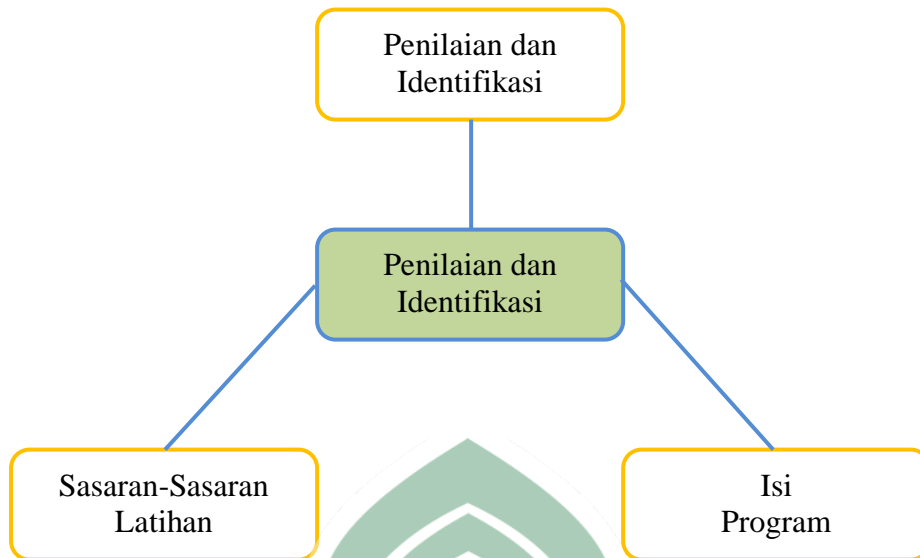 Penilaian dan
Identifikasi
Penilaian dan
Identifikasi
Sasaran-Sasaran
Latihan
Isi
Program